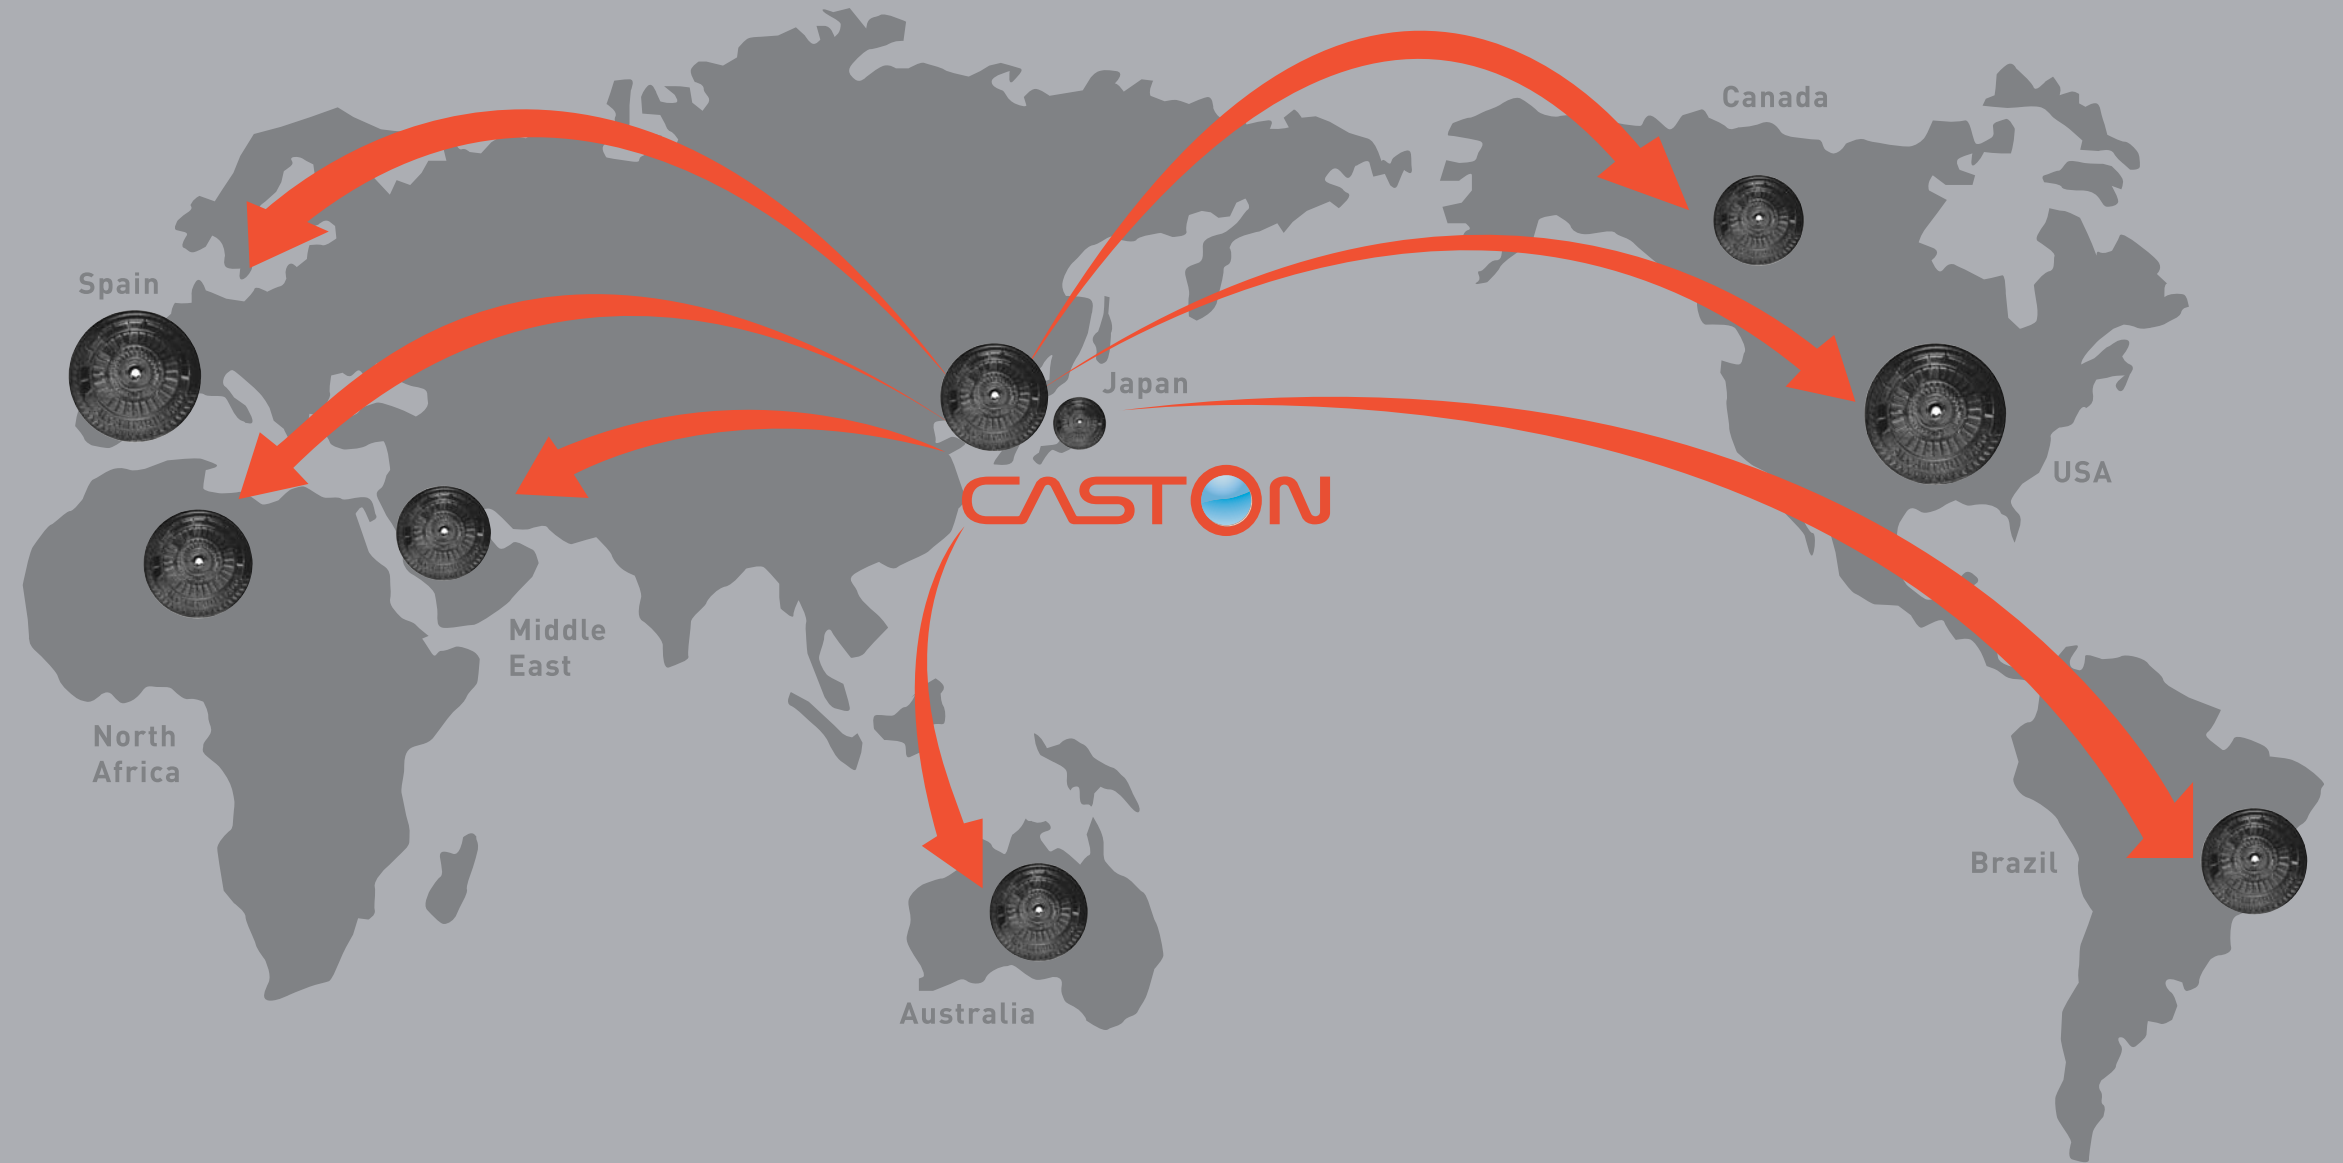 Canada
Spain
Japan
USA
CASTON
Middle
East
North
Africa
Brazil
Australia